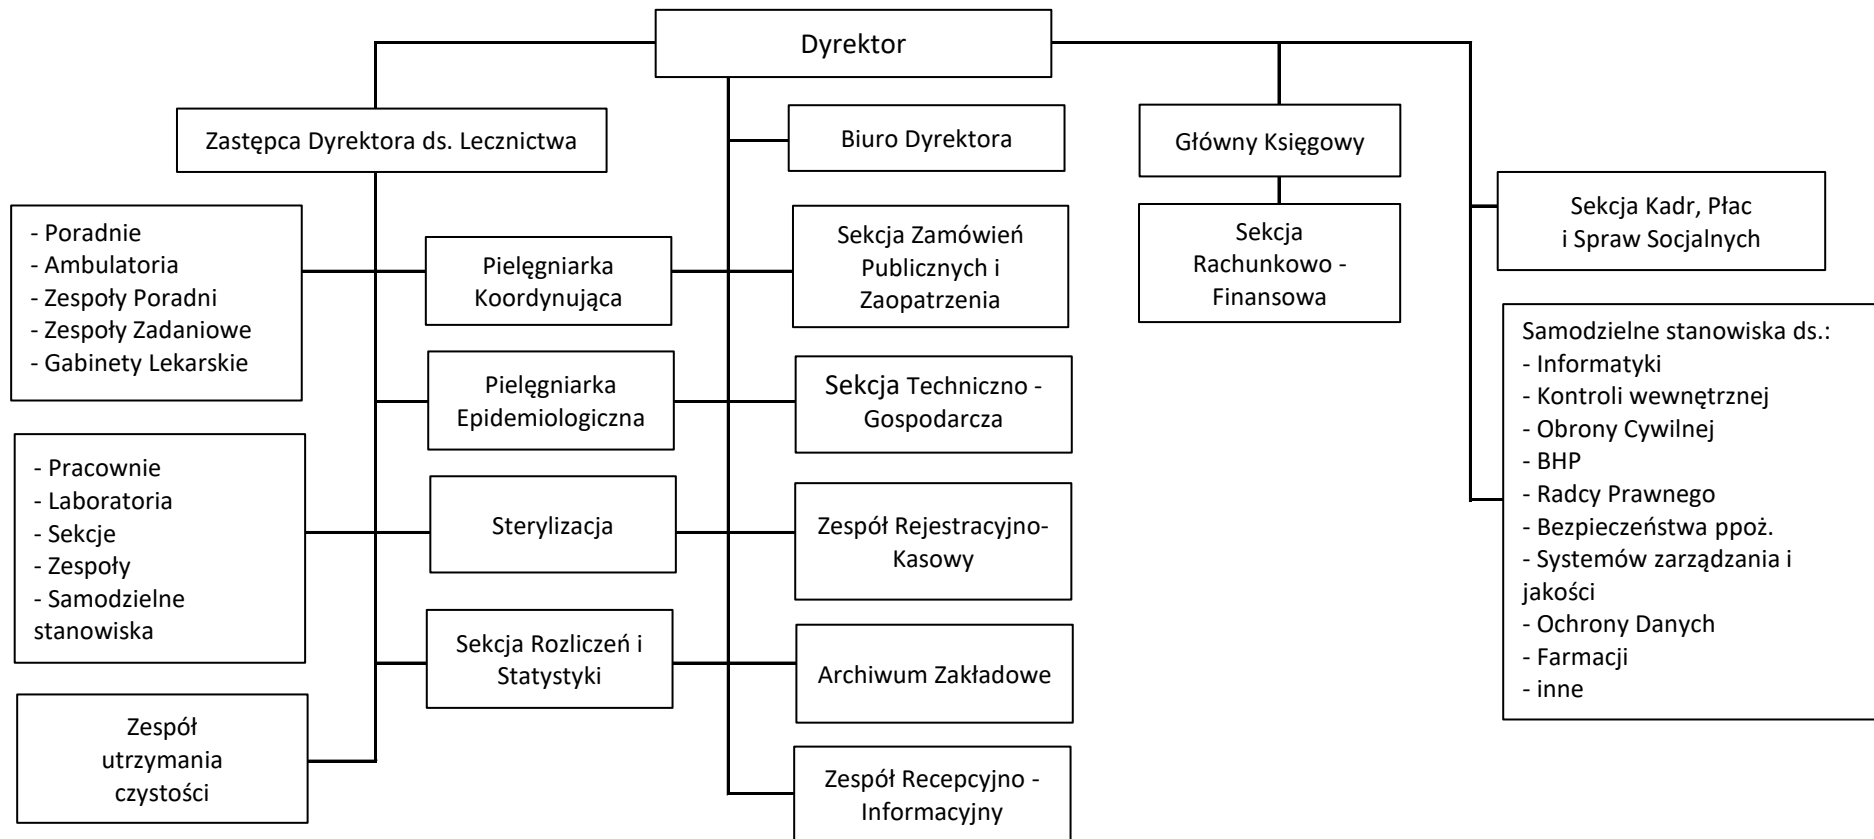 Dyrektor
Zastępca Dyrektora ds. Lecznictwa
Biuro Dyrektora
Główny Księgowy
Sekcja Kadr, Płac
i Spraw Socjalnych
- Poradnie
- Ambulatoria
- Zespoły Poradni
- Zespoły Zadaniowe
- Gabinety Lekarskie
Pielęgniarka
Koordynująca
Sekcja Zamówień
Publicznych i
Zaopatrzenia
Sekcja
Rachunkowo -
Finansowa
Samodzielne stanowiska ds.:
- Informatyki
- Kontroli wewnętrznej
- Obrony Cywilnej
- BHP
- Radcy Prawnego
- Bezpieczeństwa ppoż.
- Systemów zarządzania i
jakości
- Ochrony Danych
- Farmacji
- inne
Pielęgniarka
Epidemiologiczna
Sekcja Techniczno -
Gospodarcza
- Pracownie
- Laboratoria
- Sekcje
- Zespoły
- Samodzielne
stanowiska
Sterylizacja
Zespół Rejestracyjno-
Kasowy
Sekcja Rozliczeń i
Statystyki
Archiwum Zakładowe
Zespół
utrzymania
czystości
Zespół Recepcyjno -
Informacyjny